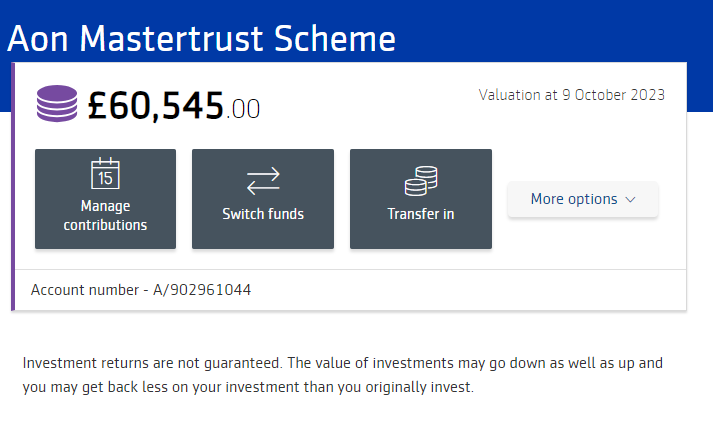 Aon Mastertrust Scheme
£60,545.00
Valuation at 9 October 2023
15
Manage
contributions
Switch funds
Transfer in
More options
Account number - A/902961044
Investment returns are not guaranteed. The value of investments may go down as well as up and
you may get back less on your investment than you originally invest.